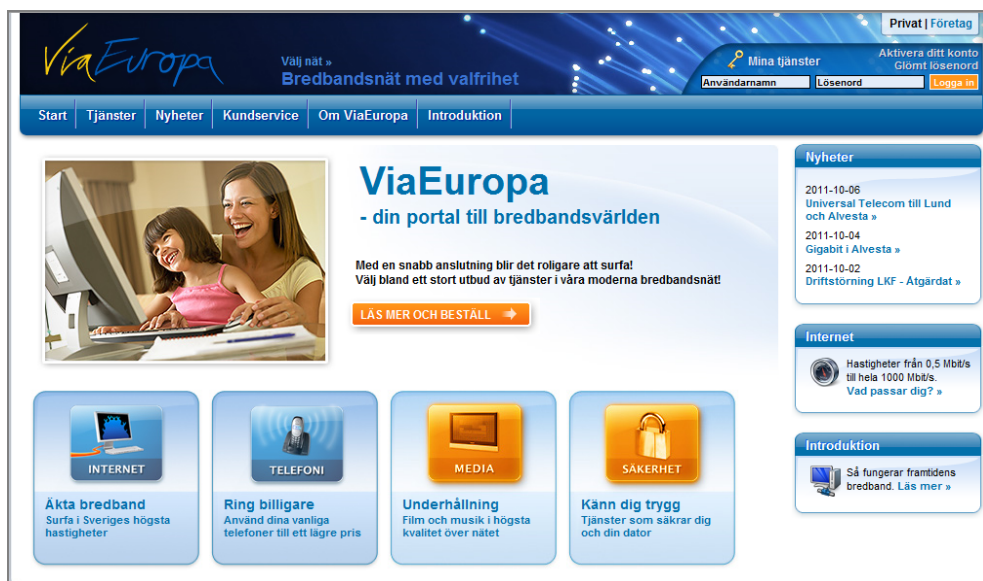 Privat | Företag
ViaEuropa
Välj nät »
Bredbandsnät med valfrihet
Mina tjänster
Aktivera ditt konto
Glömt lösenord
Användarnamn
Lösenord
Logga in
Start
Tjänster
Nyheter
Kundservice
Om ViaEuropa
Introduktion
ViaEuropa
- din portal till bredbandsvärlden
Med en snabb anslutning blir det roligare att surfa!
Välj bland ett stort utbud av tjänster i våra moderna bredbandsnät!
LÄS MER OCH BESTÄLL
Nyheter
2011-10-06
Universal Telecom till Lund
och Alvesta »
2011-10-04
Gigabit i Alvesta »
2011-10-02
Driftstörning LKF - Åtgärdat »
Internet
Hastigheter från 0,5 Mbit/s
till hela 1000 Mbit/s.
Vad passar dig? »
Introduktion
Så fungerar framtidens
bredband. Läs mer »
INTERNET
Äkta bredband
Surfa i Sveriges högsta
hastigheter
TELEFONI
Ring billigare
Använd dina vanliga
telefoner till ett lägre pris
MEDIA
Underhållning
Film och musik i högsta
kvalitet över nätet
SÄKERHET
Känn dig trygg
Tjänster som säkrar dig
och din dator